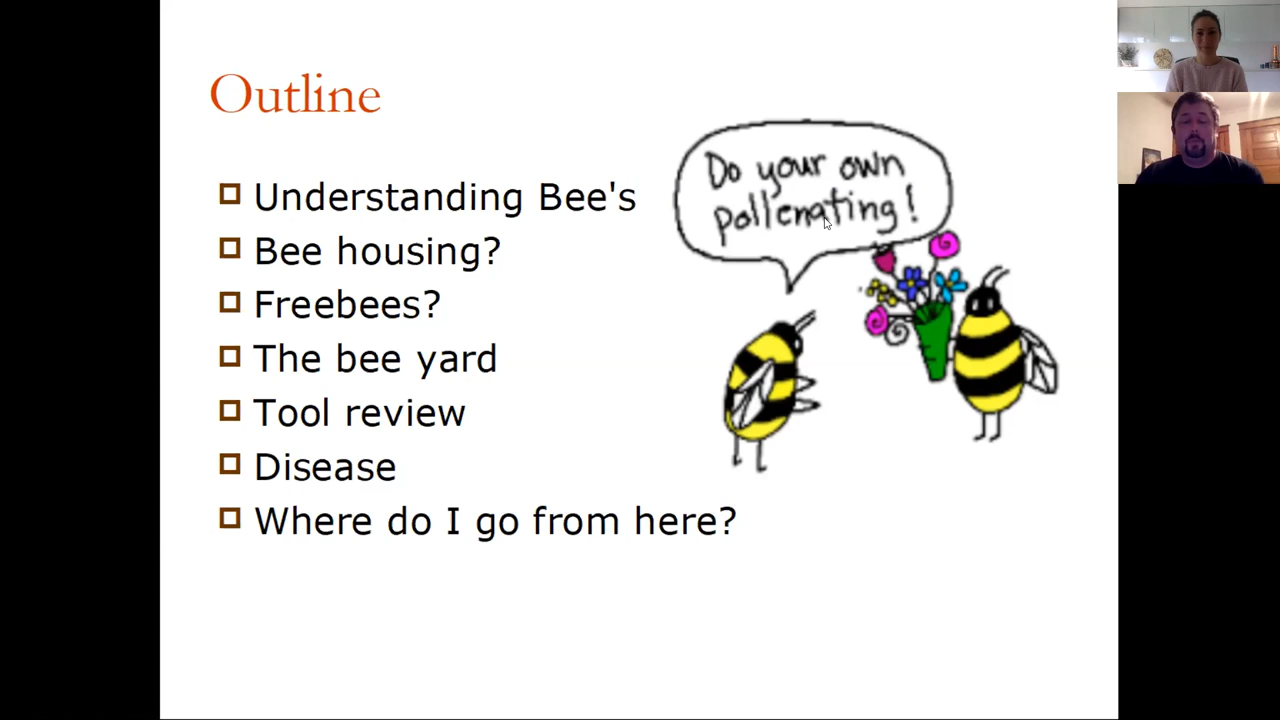 Outline
Understanding Bee's
Bee housing?
Freebees?
The bee yard
Tool review
Disease
Where do I go from here?
Do your own
pollenating!